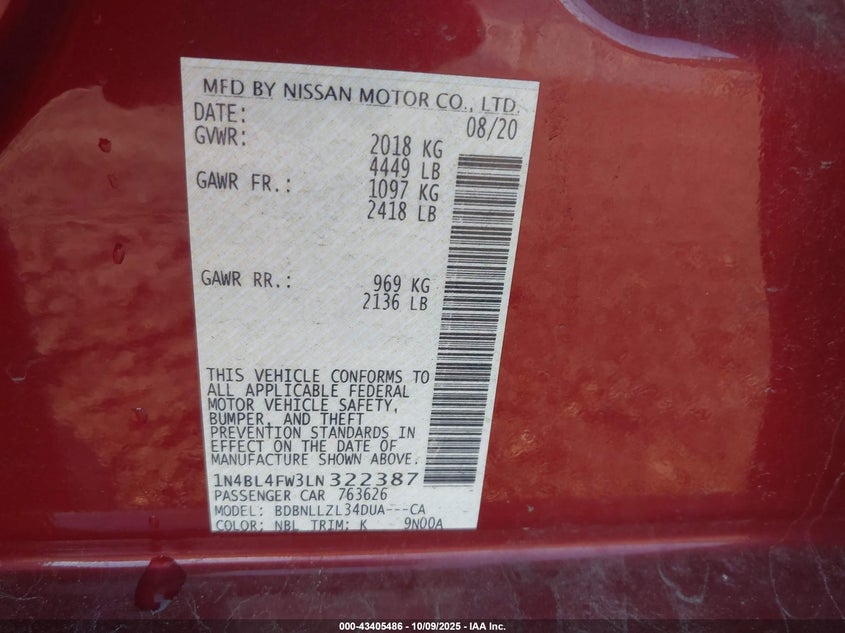 MFD BY NISSAN MOTOR CO., LTD.
DATE: 08/20
GVWR: 2018 KG
4449 LB
GAWR FR.: 1097 KG
2418 LB
GAWR RR.: 969 KG
2136 LB
THIS VEHICLE CONFORMS TO
ALL APPLICABLE FEDERAL
MOTOR VEHICLE SAFETY,
BUMPER, AND THEFT
PREVENTION STANDARDS IN
EFFECT ON THE DATE OF
MANUFACTURE SHOWN ABOVE.
1N4BL4FW3LN322387
PASSENGER CAR 763626
MODEL: BDBNLLZL34DUA---CA
COLOR: NBL TRIM: K 9N00A
000-43405486 - 10/09/2025 - IAA Inc.